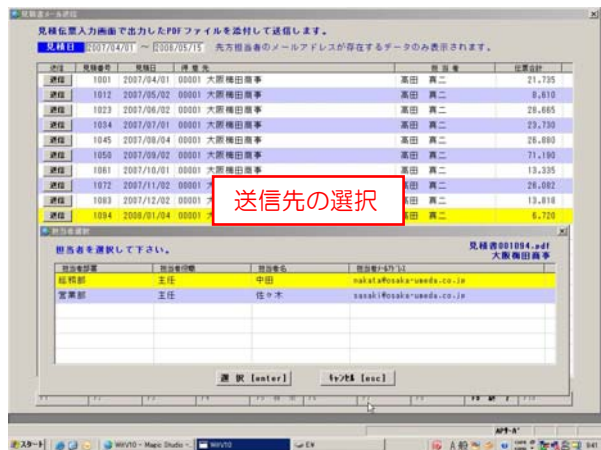 見積書メール送信
見積伝票入力画面で出力したPDFファイルを添付して送信します。
見積日 2007/04/01 ～ 2008/05/15 先方担当者のメールアドレスが存在するデータのみ表示されます。
送信 見積番号 見積日 得意先 担当者 伝票合計
送信 1001 2007/04/01 00001 大阪梅田商事 高田 真二 21,735
送信 1012 2007/05/02 00001 大阪梅田商事 高田 真二 8,610
送信 1023 2007/06/02 00001 大阪梅田商事 高田 真二 28,665
送信 1034 2007/07/01 00001 大阪梅田商事 高田 真二 23,730
送信 1045 2007/08/04 00001 大阪梅田商事 高田 真二 26,880
送信 1050 2007/09/02 00001 大阪梅田商事 高田 真二 71,190
送信 1061 2007/10/01 00001 高田 真二 13,335
送信 1072 2007/11/02 00001 高田 真二 26,082
送信 1083 2007/12/02 00001 高田 真二 13,818
送信 1094 2008/01/04 00001 高田 真二 6,720
送信先の選択
担当者選択
担当者を選択して下さい。
見積書001094.pdf
大阪梅田商事
担当者部署 担当者役職 担当者名 担当者ﾒｰﾙｱﾄﾞﾚｽ
総務部 主任 中田 nakata@osaka-umeda.co.jp
営業部 主任 佐々木 sasaki@osaka-umeda.co.jp
選 択 [enter] ｷｬﾝｾﾙ [esc]
スタート WitV10 - Magic Studio - WitV10 9:41